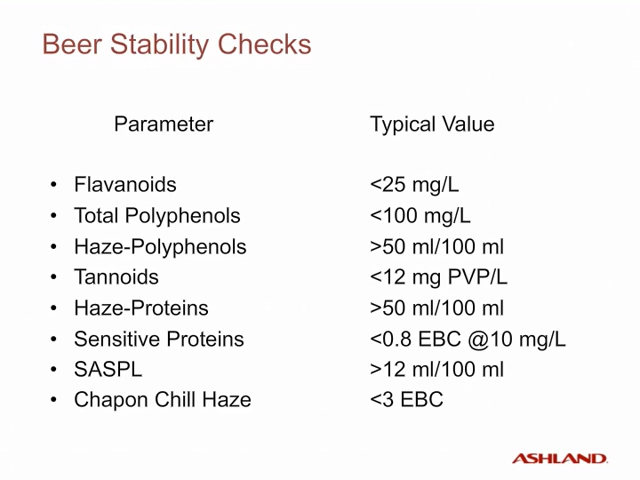 Beer Stability Checks
Parameter Typical Value
• Flavanoids <25 mg/L
• Total Polyphenols <100 mg/L
• Haze-Polyphenols >50 ml/100 ml
• Tannoids <12 mg PVP/L
• Haze-Proteins >50 ml/100 ml
• Sensitive Proteins <0.8 EBC @10 mg/L
• SASPL >12 ml/100 ml
• Chapon Chill Haze <3 EBC
ASHLAND